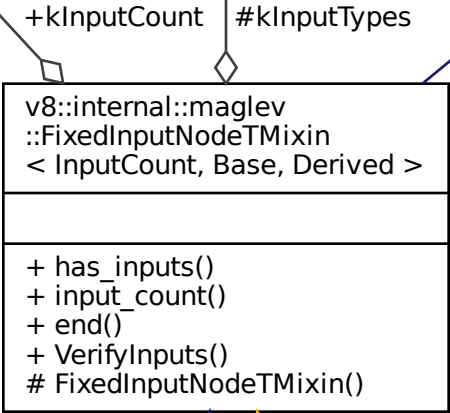 +kInputCount #kInputTypes
v8::internal::maglev
::FixedInputNodeTMixin
< InputCount, Base, Derived >
+ has_inputs()
+ input_count()
+ end()
+ VerifyInputs()
# FixedInputNodeTMixin()